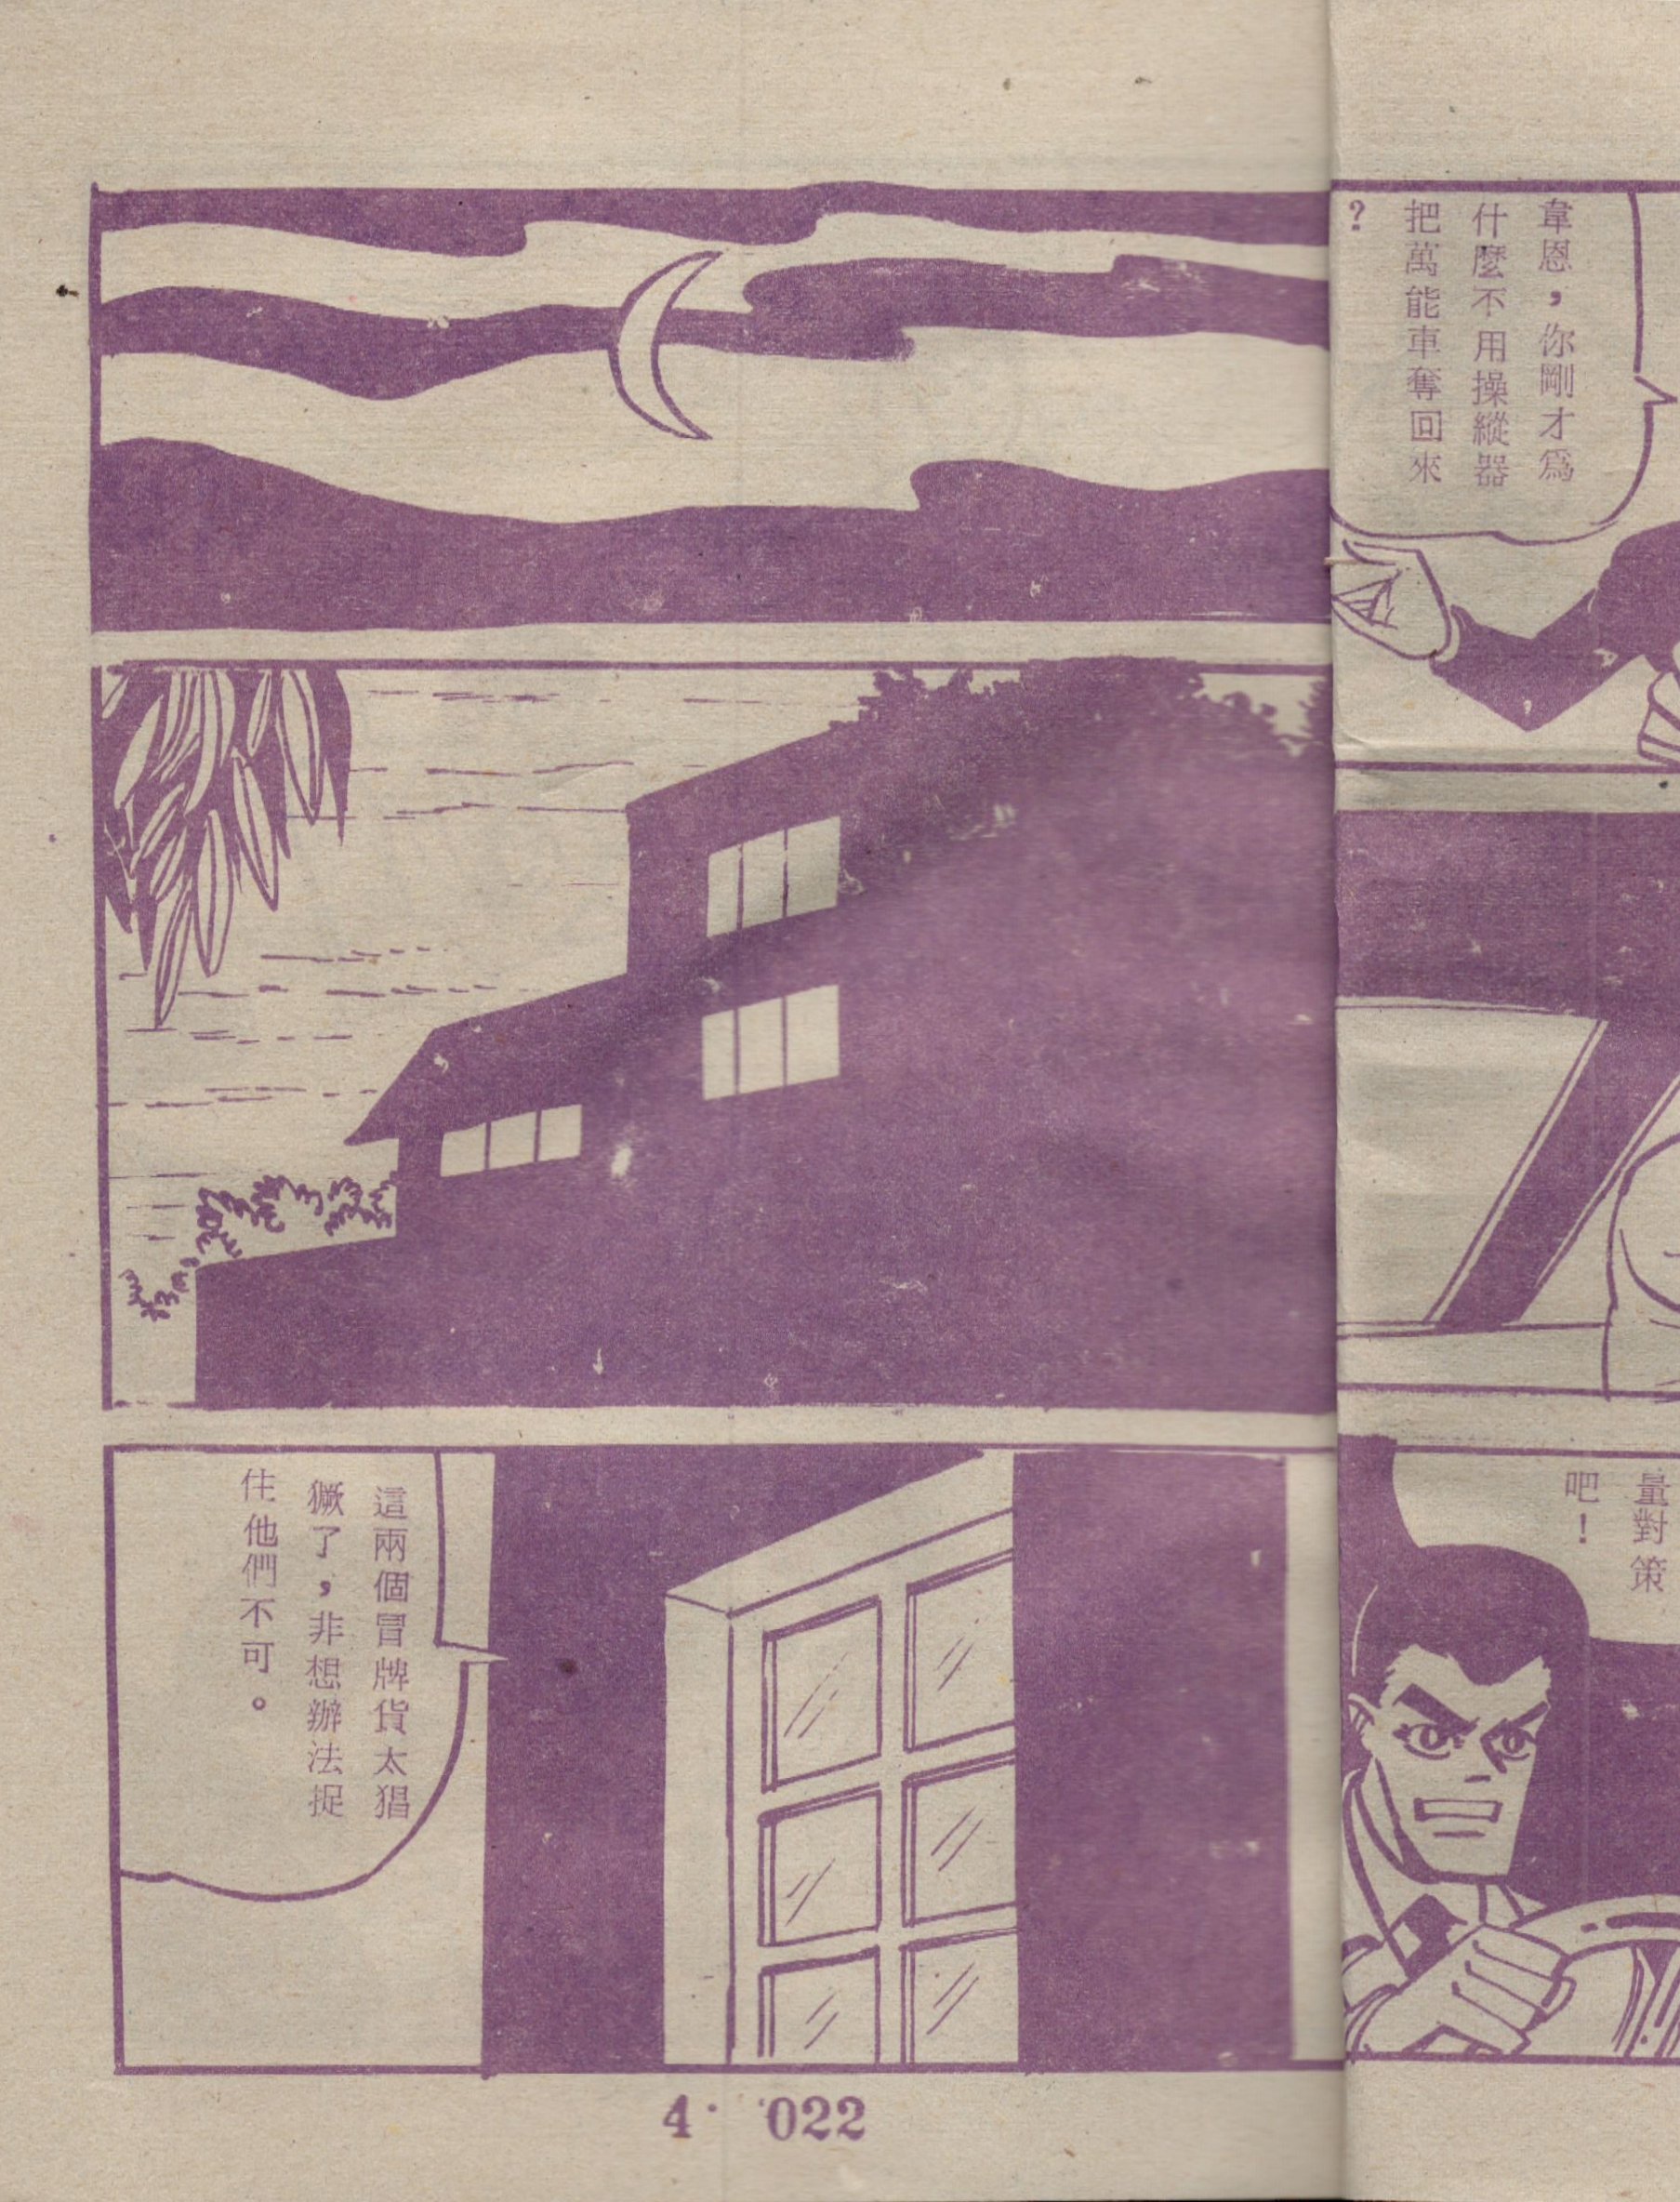 韋恩，你剛才爲
什麼不用操縱器
把萬能車奪回來
？
量對策
吧！
這兩個冒牌貨太猖
獗了，非想辦法捉
住他們不可。
4· 022